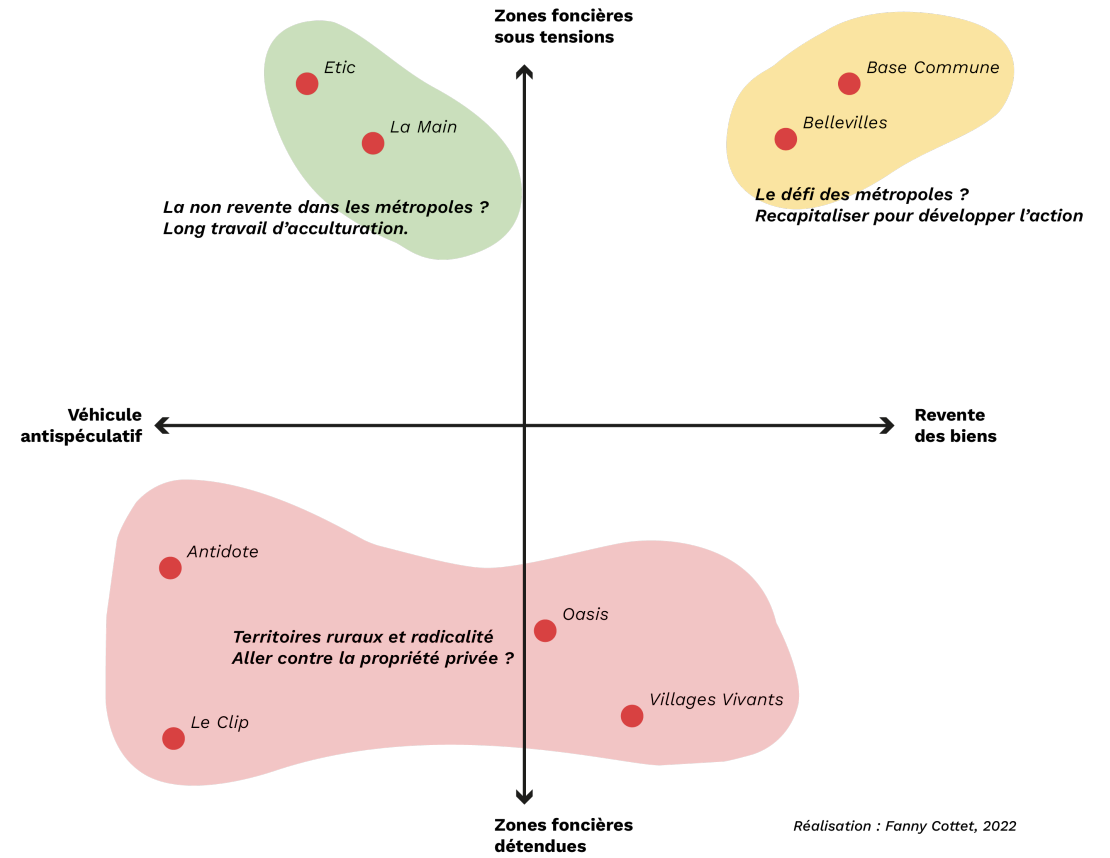 Zones foncières
sous tensions
Etic
Base Commune
La Main
Bellevilles
La non revente dans les métropoles ?
Long travail d’acculturation.
Le défi des métropoles ?
Recapitaliser pour développer l’action
Véhicule
antispéculatif
Revente
des biens
Antidote
Oasis
Territoires ruraux et radicalité
Aller contre la propriété privée ?
Villages Vivants
Le Clip
Zones foncières
détendues
Réalisation : Fanny Cottet, 2022